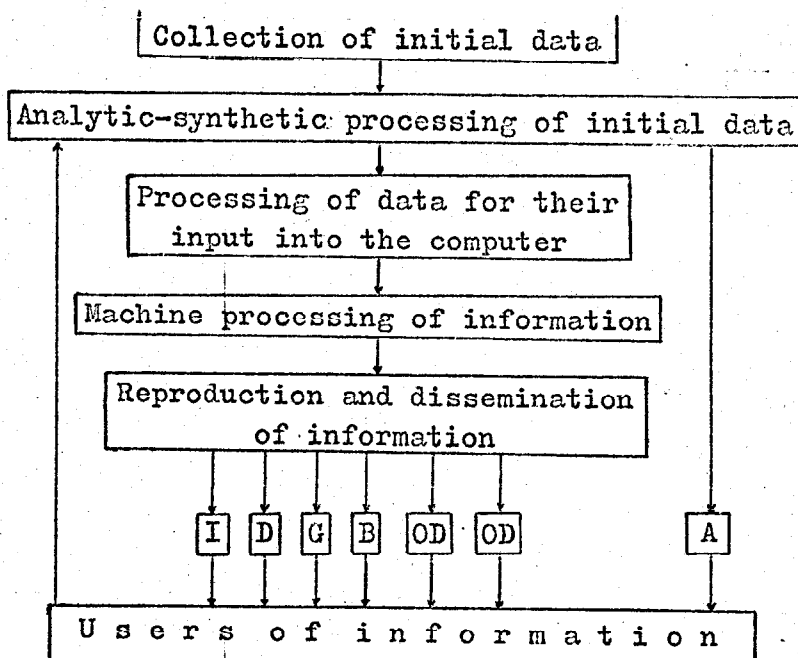 Collection of initial data
Analytic-synthetic processing of initial data
Processing of data for their
input into the computer
Machine processing of information
Reproduction and dissemination
of information
I D G B OD OD A
Users of information